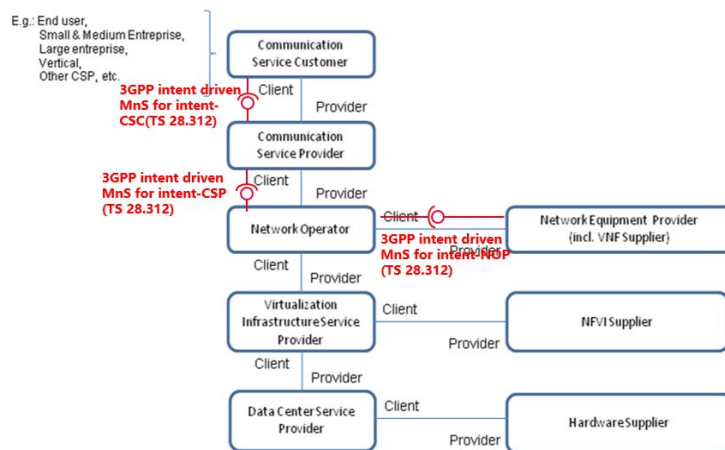 E.g.: End user,
Small & Medium Entreprise,
Large entreprise,
Vertical,
Other CSP, etc.
Communication
Service Customer
3GPP intent driven
MnS for intent-
CSC(TS 28.312)
Client
Provider
Communication
Service Provider
3GPP intent driven
MnS for intent-CSP
(TS 28.312)
Client
Provider
Network Operator
Client
Network Equipment Provider
(incl. VNF Supplier)
3GPP intent driven
Provider
MnS for intent-NOP
(TS 28.312)
Client
Provider
Virtualization
Infrastructure Service
Provider
Client
Provider
NFVI Supplier
Client
Provider
Data Center Service
Provider
Client
Provider
Hardware Supplier